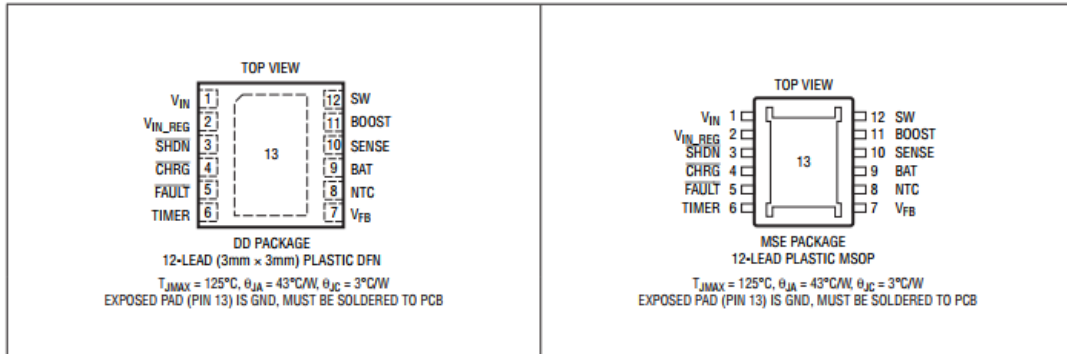 TOP VIEW
VIN 1 12 SW
VIN_REG 2 11 BOOST
SHDN 3 10 SENSE
CHRG 4 9 BAT
FAULT 5 8 NTC
TIMER 6 7 VFB
13
DD PACKAGE
12-LEAD (3mm × 3mm) PLASTIC DFN
TJMAX = 125°C, θJA = 43°C/W, θJC = 3°C/W
EXPOSED PAD (PIN 13) IS GND, MUST BE SOLDERED TO PCB
TOP VIEW
VIN 1 12 SW
VIN_REG 2 11 BOOST
SHDN 3 10 SENSE
CHRG 4 9 BAT
FAULT 5 8 NTC
TIMER 6 7 VFB
13
MSE PACKAGE
12-LEAD PLASTIC MSOP
TJMAX = 125°C, θJA = 43°C/W, θJC = 3°C/W
EXPOSED PAD (PIN 13) IS GND, MUST BE SOLDERED TO PCB